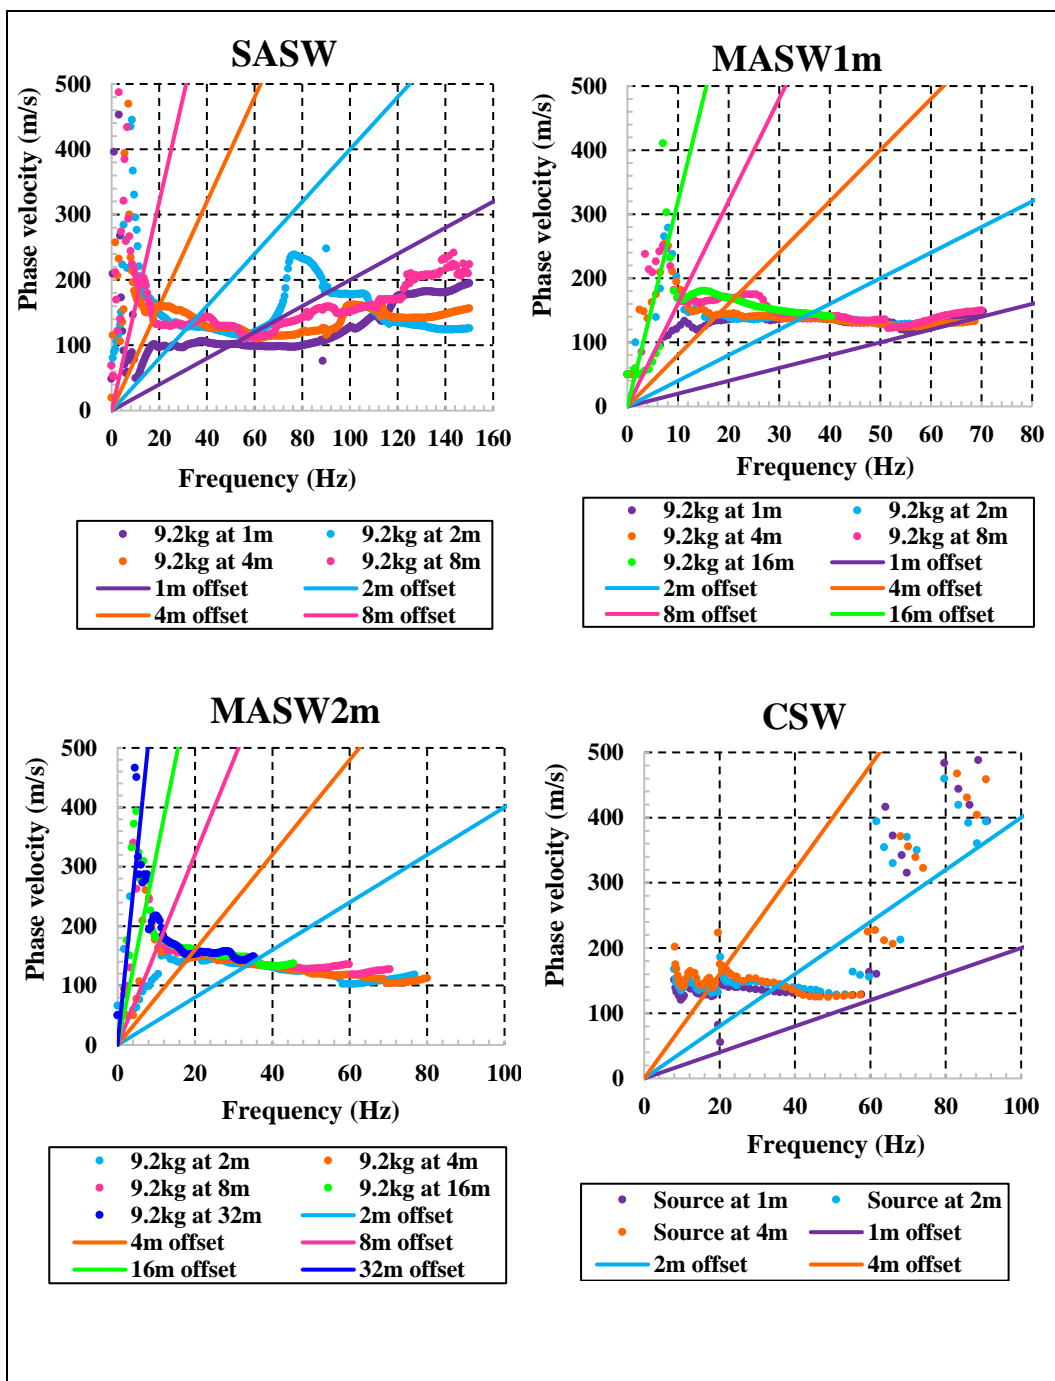 SASW
Phase velocity (m/s)
500
400
300
200
100
0
0 20 40 60 80 100 120 140 160
Frequency (Hz)
9.2kg at 1m 9.2kg at 2m
9.2kg at 4m 9.2kg at 8m
1m offset 2m offset
4m offset 8m offset
MASW1m
Phase velocity (m/s)
500
400
300
200
100
0
0 10 20 30 40 50 60 70 80
Frequency (Hz)
9.2kg at 1m 9.2kg at 2m
9.2kg at 4m 9.2kg at 8m
9.2kg at 16m 1m offset
2m offset 4m offset
8m offset 16m offset
MASW2m
Phase velocity (m/s)
500
400
300
200
100
0
0 20 40 60 80 100
Frequency (Hz)
9.2kg at 2m 9.2kg at 4m
9.2kg at 8m 9.2kg at 16m
9.2kg at 32m 2m offset
4m offset 8m offset
16m offset 32m offset
CSW
Phase velocity (m/s)
500
400
300
200
100
0
0 20 40 60 80 100
Frequency (Hz)
Source at 1m Source at 2m
Source at 4m 1m offset
2m offset 4m offset